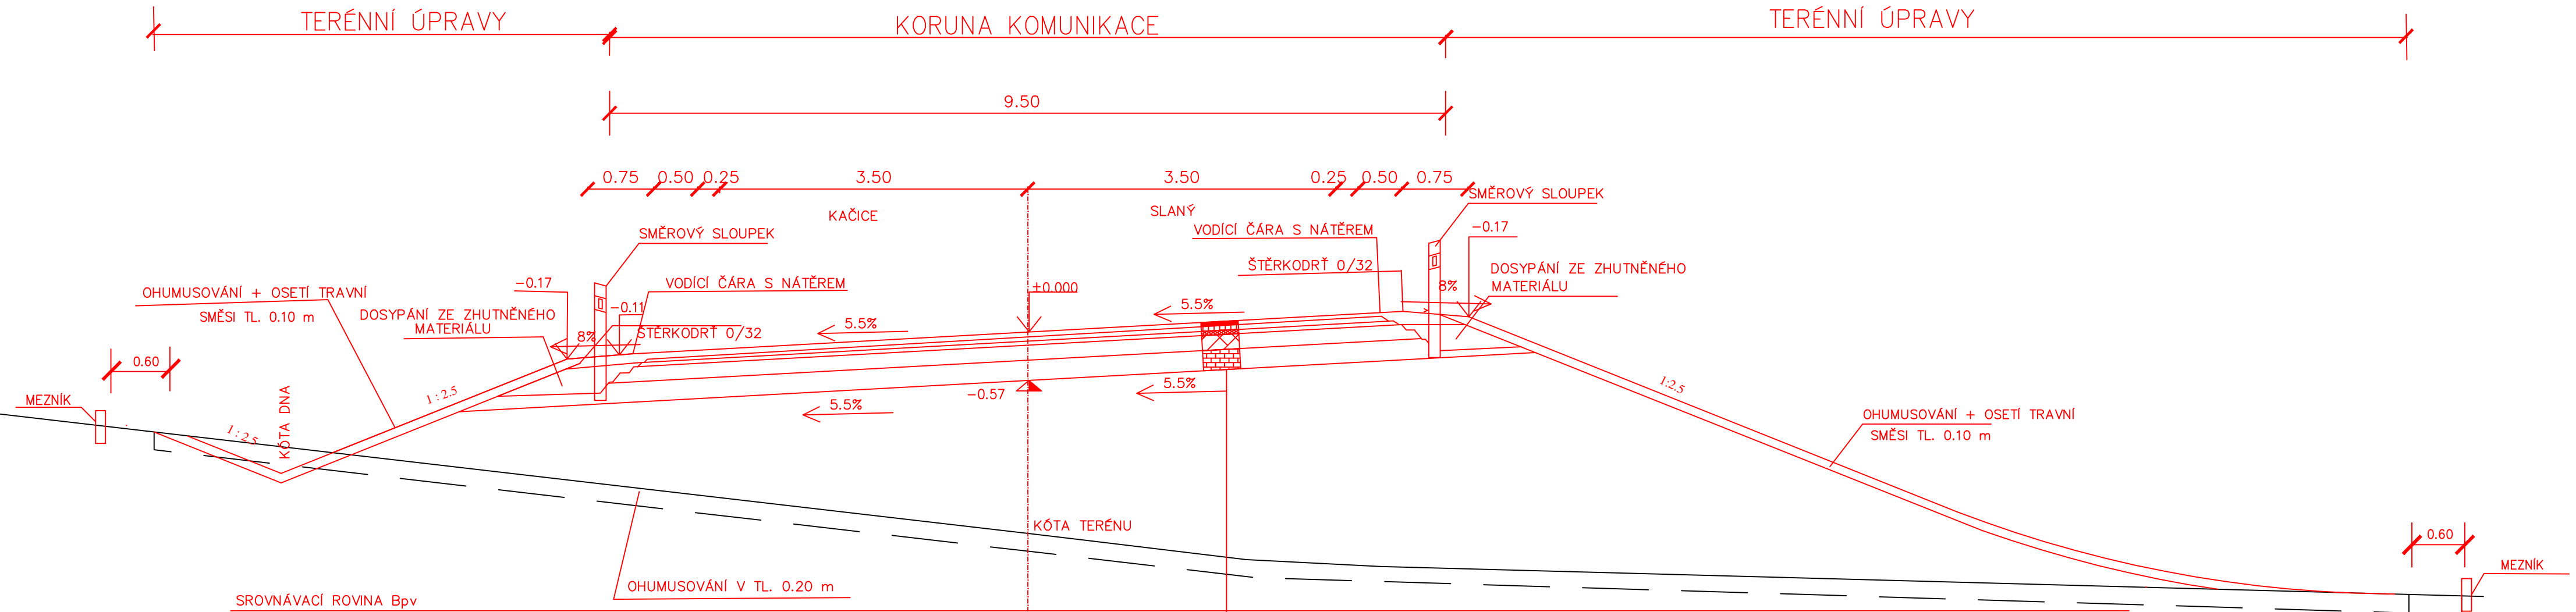 TERÉNNÍ ÚPRAVY
KORUNA KOMUNIKACE
TERÉNNÍ ÚPRAVY
9.50
0.75
0.50
0.25
3.50
3.50
0.25
0.50
0.75
KAČICE
SLANÝ
SMĚROVÝ SLOUPEK
SMĚROVÝ SLOUPEK
VODÍCÍ ČÁRA S NÁTĚREM
-0.17
ŠTĚRKODRŤ 0/32
DOSYPÁNÍ ZE ZHUTNĚNÉHO
MATERIÁLU
8%
-0.17
VODÍCÍ ČÁRA S NÁTĚREM
±0.000
OHUMUSOVÁNÍ + OSETÍ TRAVNÍ
SMĚSI TL. 0.10 m
-0.11
5.5%
DOSYPÁNÍ ZE ZHUTNĚNÉHO
MATERIÁLU
8%
ŠTĚRKODRŤ 0/32
5.5%
0.60
MEZNÍK
KÓTA DNA
1:2.5
1:2.5
-0.57
5.5%
5.5%
1:2.5
OHUMUSOVÁNÍ + OSETÍ TRAVNÍ
SMĚSI TL. 0.10 m
KÓTA TERÉNU
0.60
MEZNÍK
OHUMUSOVÁNÍ V TL. 0.20 m
SROVNÁVACÍ ROVINA Bpv